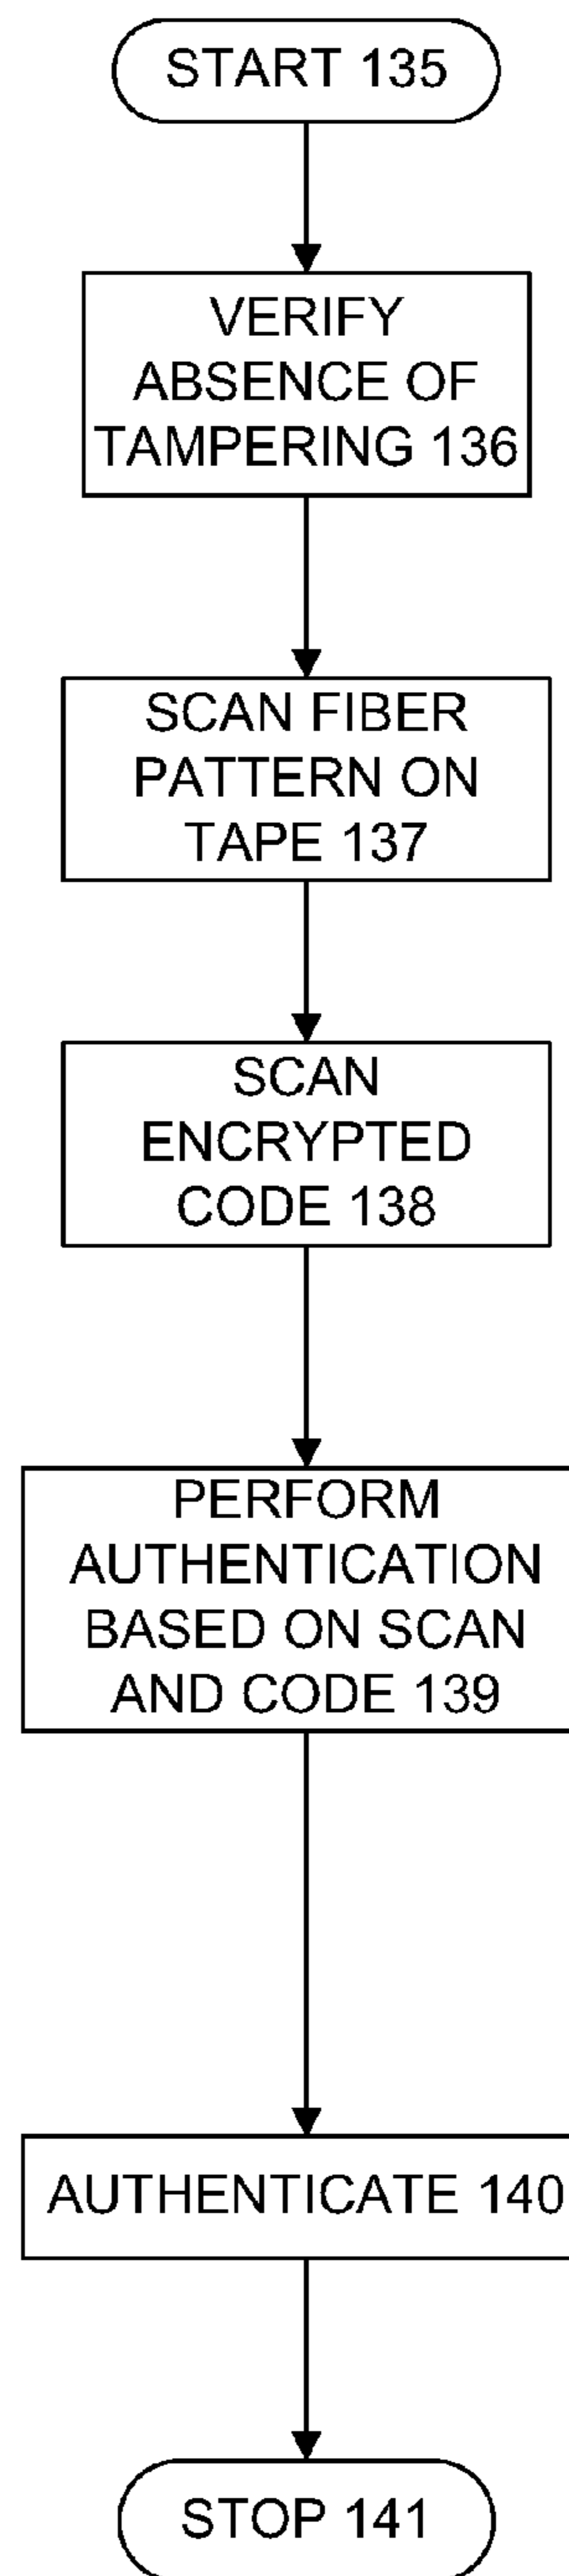 START 135
VERIFY
ABSENCE OF
TAMPERING 136
SCAN FIBER
PATTERN ON
TAPE 137
SCAN
ENCRYPTED
CODE 138
PERFORM
AUTHENTICATION
BASED ON SCAN
AND CODE 139
AUTHENTICATE 140
STOP 141